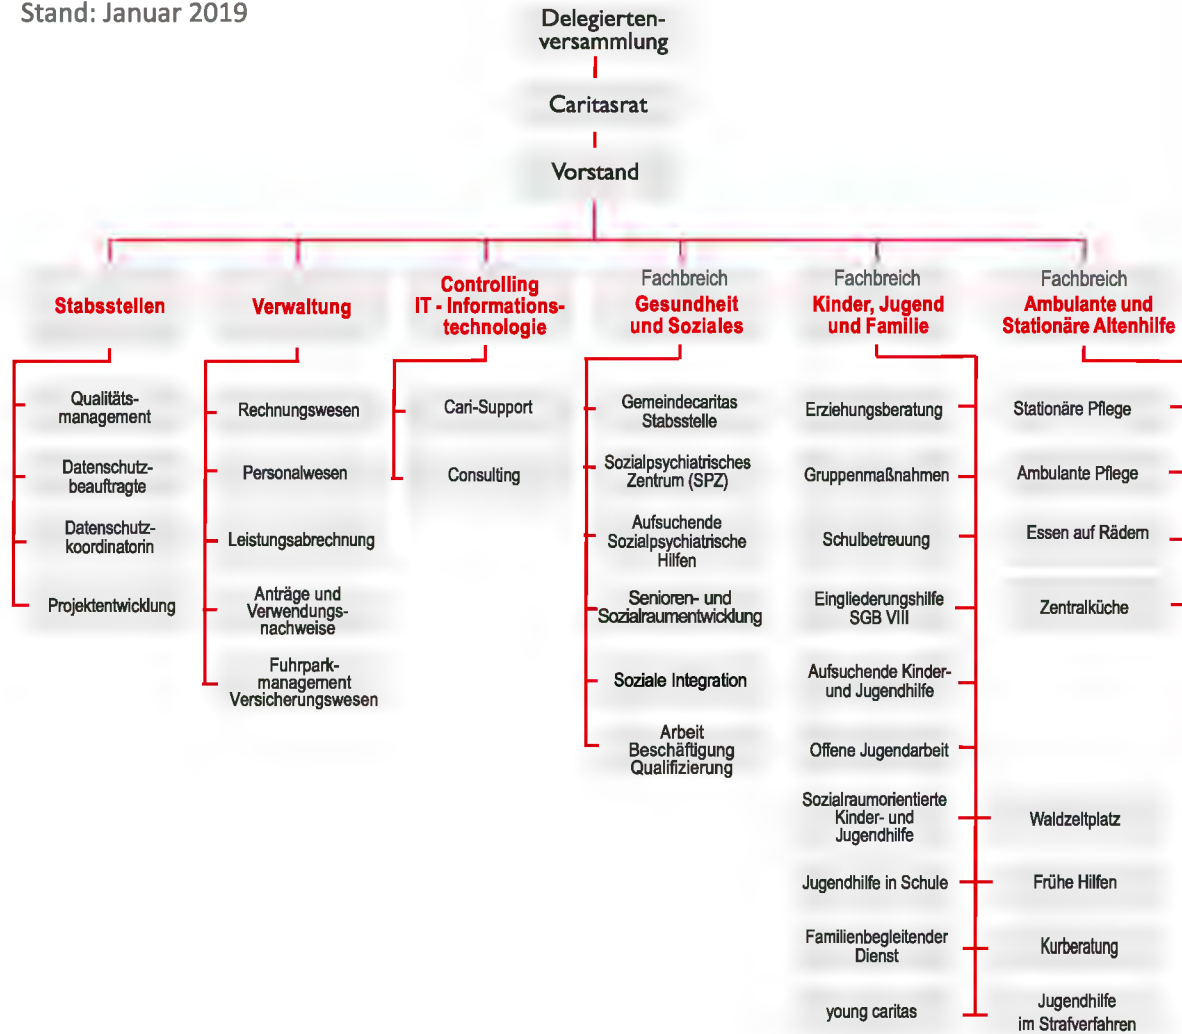 Stand: Januar 2019
Delegierten-
versammlung
Caritasrat
Vorstand
Stabsstellen
Qualitäts-
management
Datenschutz-
beauftragte
Datenschutz-
koordinatorin
Projektentwicklung
Verwaltung
Rechnungswesen
Personalwesen
Leistungsabrechnung
Anträge und
Verwendungs-
nachweise
Fuhrpark-
management
Versicherungswesen
Controlling
IT - Informations-
technologie
Cari-Support
Consulting
Fachbreich
Gesundheit
und Soziales
Gemeindecaritas
Stabsstelle
Sozialpsychiatrisches
Zentrum (SPZ)
Aufsuchende
Sozialpsychiatrische
Hilfen
Senioren- und
Sozialraumentwicklung
Soziale Integration
Arbeit
Beschäftigung
Qualifizierung
Fachbreich
Kinder, Jugend
und Familie
Erziehungsberatung
Gruppenmaßnahmen
Schulbetreuung
Eingliederungshilfe
SGB VIII
Aufsuchende Kinder-
und Jugendhilfe
Offene Jugendarbeit
Sozialraumorientierte
Kinder- und
Jugendhilfe
Jugendhilfe in Schule
Familienbegleitender
Dienst
young caritas
Waldzeltplatz
Frühe Hilfen
Kurberatung
Jugendhilfe
im Strafverfahren
Fachbreich
Ambulante und
Stationäre Altenhilfe
Stationäre Pflege
Ambulante Pflege
Essen auf Rädern
Zentralküche